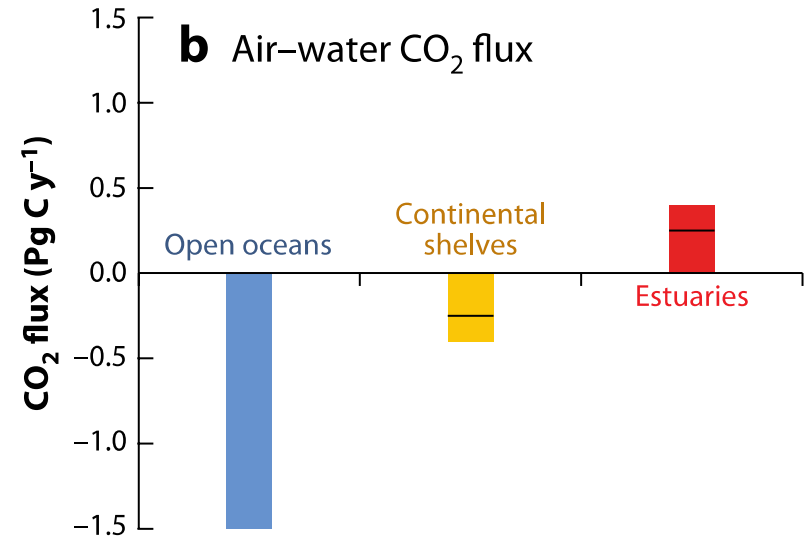 b Air–water CO₂ flux
CO₂ flux (Pg C y⁻¹)
1.5
1.0
0.5
0.0
−0.5
−1.0
−1.5
Open oceans
Continental
shelves
Estuaries